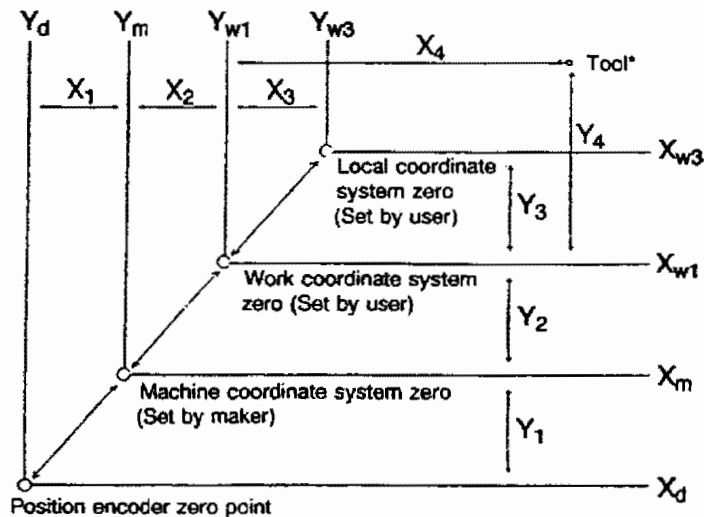 Yd Ym Yw1 Yw3
X4
Tool*
X1 X2 X3
Y4
Xw3
Local coordinate
system zero
(Set by user)
Y3
Xw1
Work coordinate system
zero (Set by user)
Y2
Xm
Machine coordinate system zero
(Set by maker)
Y1
Xd
Position encoder zero point